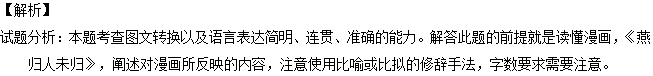 【解析】
试题分析：本题考查图文转换以及语言表达简明、连贯、准确的能力。解答此题的前提就是读懂漫画，《燕
归人未归》，阐述对漫画所反映的内容，注意使用比喻或比拟的修辞手法，字数要求需要注意。